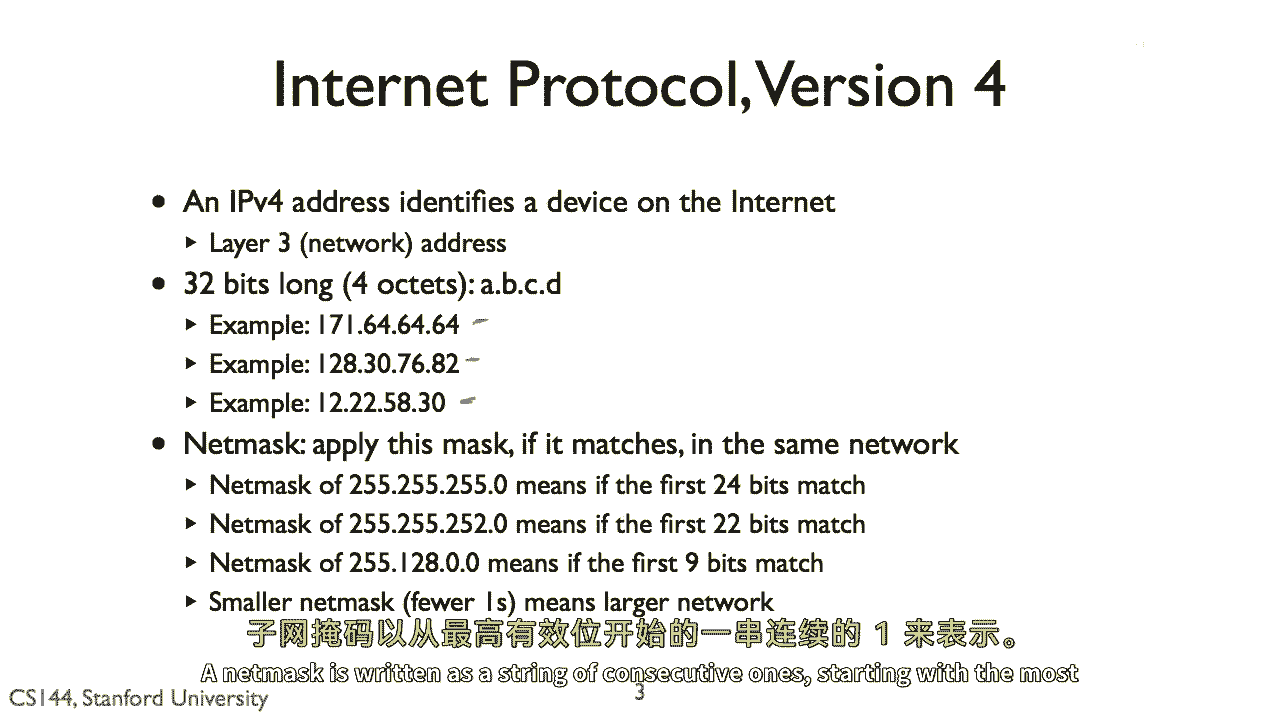 Internet Protocol, Version 4
• An IPv4 address identifies a device on the Internet
‣ Layer 3 (network) address
• 32 bits long (4 octets): a.b.c.d
‣ Example: 171.64.64.64
‣ Example: 128.30.76.82
‣ Example: 12.22.58.30
• Netmask: apply this mask, if it matches, in the same network
‣ Netmask of 255.255.255.0 means if the first 24 bits match
‣ Netmask of 255.255.252.0 means if the first 22 bits match
‣ Netmask of 255.128.0.0 means if the first 9 bits match
‣ Smaller netmask (fewer 1s) means larger network
子网掩码以从最高有效位开始的一串连续的 1 来表示。
A netmask is written as a string of consecutive ones, starting with the most
CS144, Stanford University
3